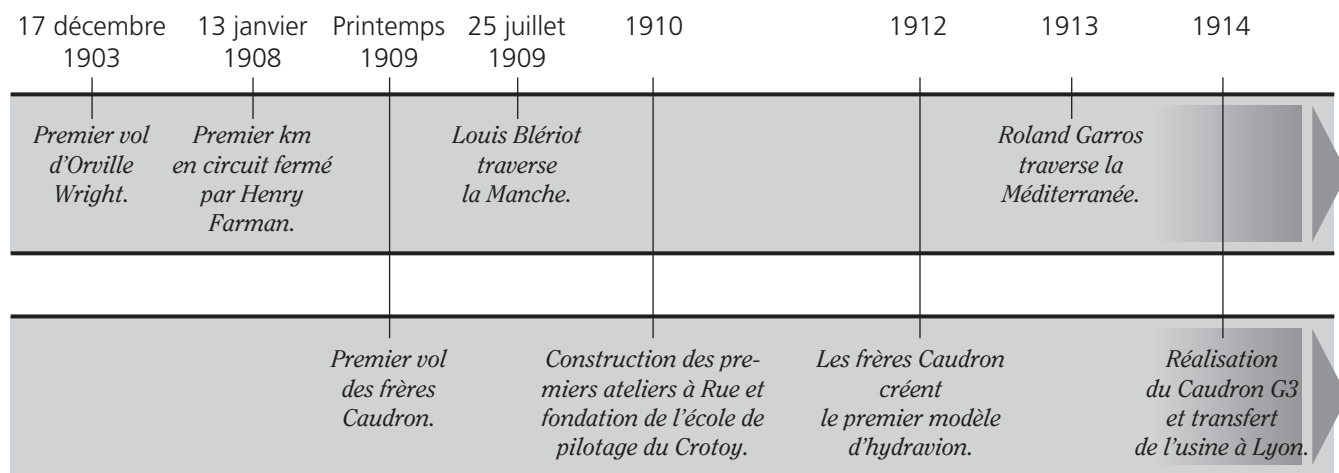 17 décembre
1903
13 janvier
1908
Printemps
1909
25 juillet
1909
1910
1912
1913
1914
Premier vol
d’Orville
Wright.
Premier km
en circuit fermé
par Henry
Farman.
Louis Blériot
traverse
la Manche.
Roland Garros
traverse la
Méditerranée.
Premier vol
des frères
Caudron.
Construction des pre-
miers ateliers à Rue et
fondation de l’école de
pilotage du Crotoy.
Les frères Caudron
créent
le premier modèle
d’hydravion.
Réalisation
du Caudron G3
et transfert
de l’usine à Lyon.